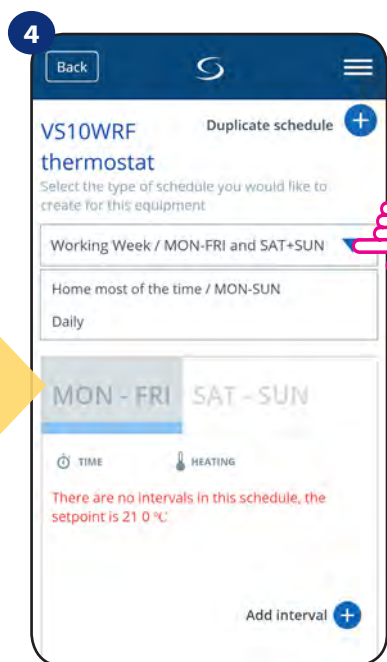 4
Back
VS10WRF
thermostat
Duplicate schedule
Select the type of schedule you would like to
create for this equipment
Working Week / MON-FRI and SAT+SUN
Home most of the time / MON-SUN
Daily
MON - FRI SAT - SUN
TIME HEATING
There are no intervals in this schedule, the
setpoint is 21 0 °C
Add interval